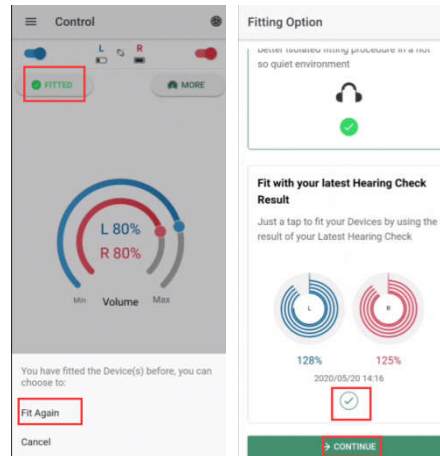 Control
L R
FITTED
MORE
L 80%
R 80%
Min Volume Max
You have fitted the Device(s) before, you can
choose to:
Fit Again
Cancel
Fitting Option
better isolated fitting procedure in a not
so quiet environment
Fit with your latest Hearing Check
Result
Just a tap to fit your Devices by using the
result of your Latest Hearing Check
L R
128% 125%
2020/05/20 14:16
CONTINUE